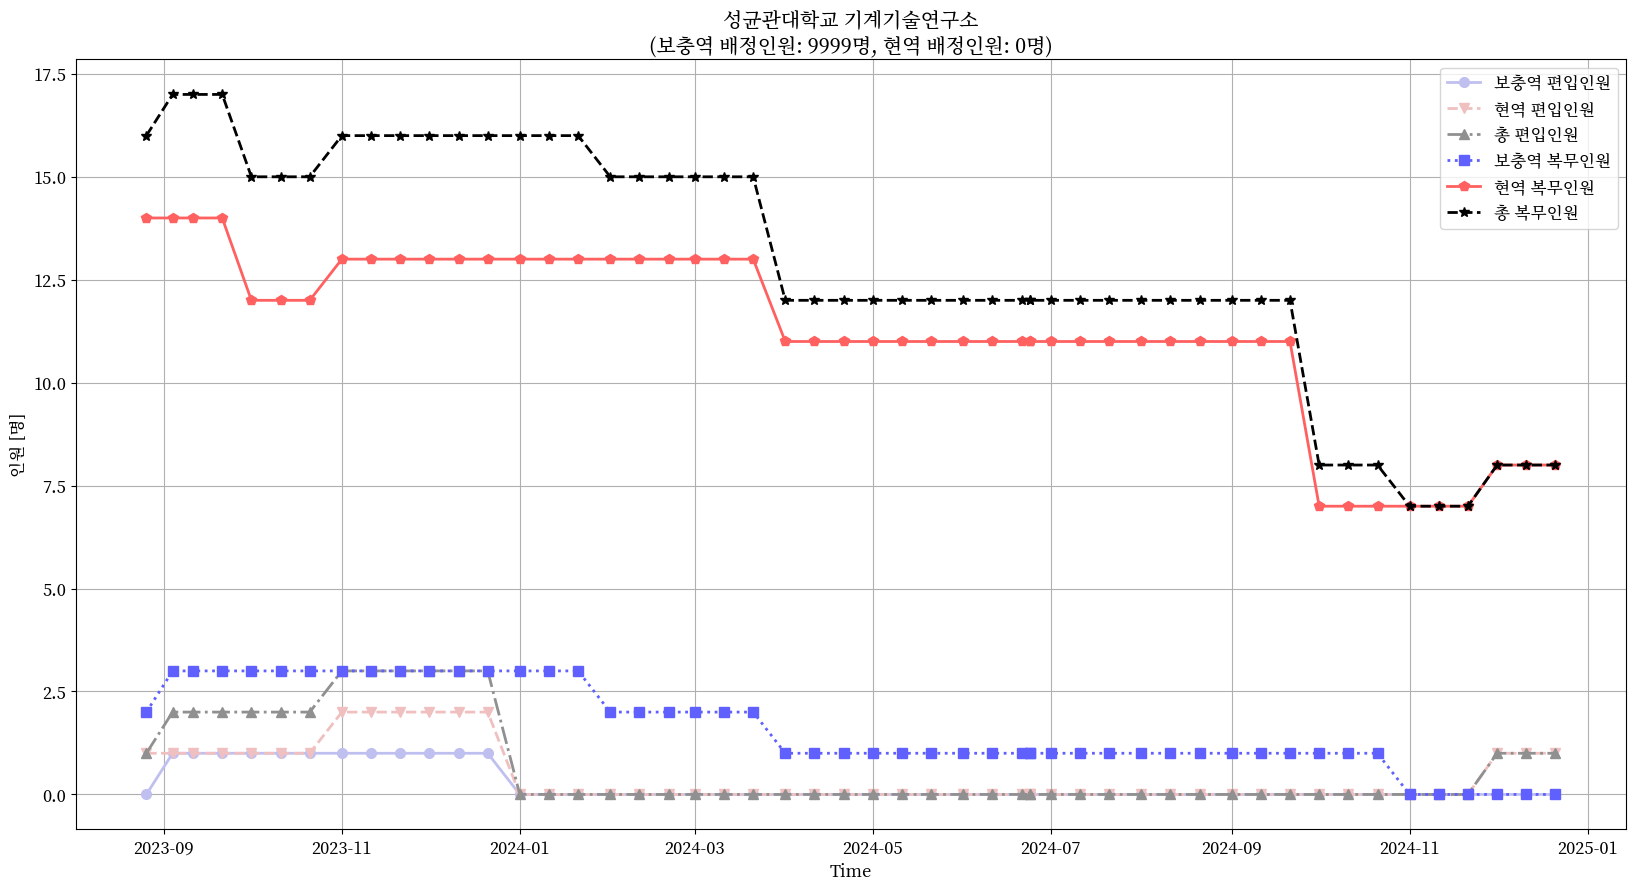 성균관대학교 기계기술연구소
(보충역 배정인원: 9999명, 현역 배정인원: 0명)
17.5
15.0
12.5
10.0
7.5
5.0
2.5
0.0
인원 [명]
보충역 편입인원
현역 편입인원
총 편입인원
보충역 복무인원
현역 복무인원
총 복무인원
2023-09
2023-11
2024-01
2024-03
2024-05
2024-07
2024-09
2024-11
2025-01
Time